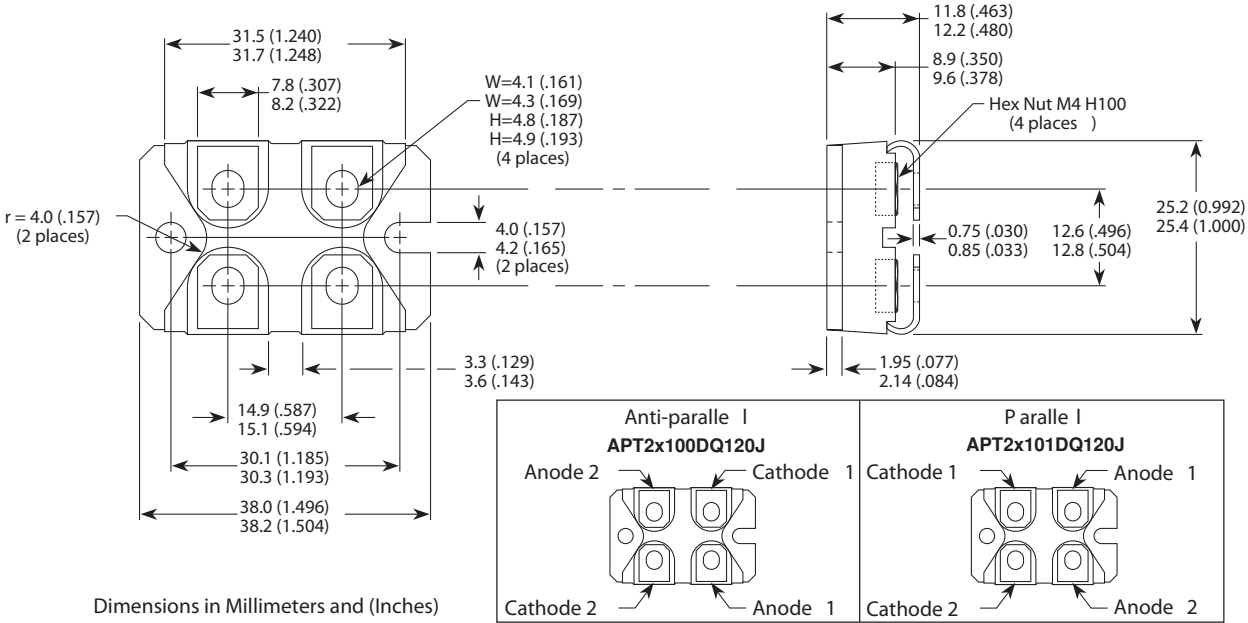 31.5 (1.240)
31.7 (1.248)
7.8 (.307)
8.2 (.322)
W=4.1 (.161)
W=4.3 (.169)
H=4.8 (.187)
H=4.9 (.193)
(4 places)
r = 4.0 (.157)
(2 places)
4.0 (.157)
4.2 (.165)
(2 places)
3.3 (.129)
3.6 (.143)
14.9 (.587)
15.1 (.594)
30.1 (1.185)
30.3 (1.193)
38.0 (1.496)
38.2 (1.504)
11.8 (.463)
12.2 (.480)
8.9 (.350)
9.6 (.378)
Hex Nut M4 H100
(4 places )
0.75 (.030)
0.85 (.033)
12.6 (.496)
12.8 (.504)
25.2 (0.992)
25.4 (1.000)
1.95 (.077)
2.14 (.084)
Anti-paralle l
APT2x100DQ120J
Anode 2
Cathode 1
Cathode 2
Anode 1
P aralle l
APT2x101DQ120J
Cathode 1
Anode 1
Cathode 2
Anode 2
Dimensions in Millimeters and (Inches)